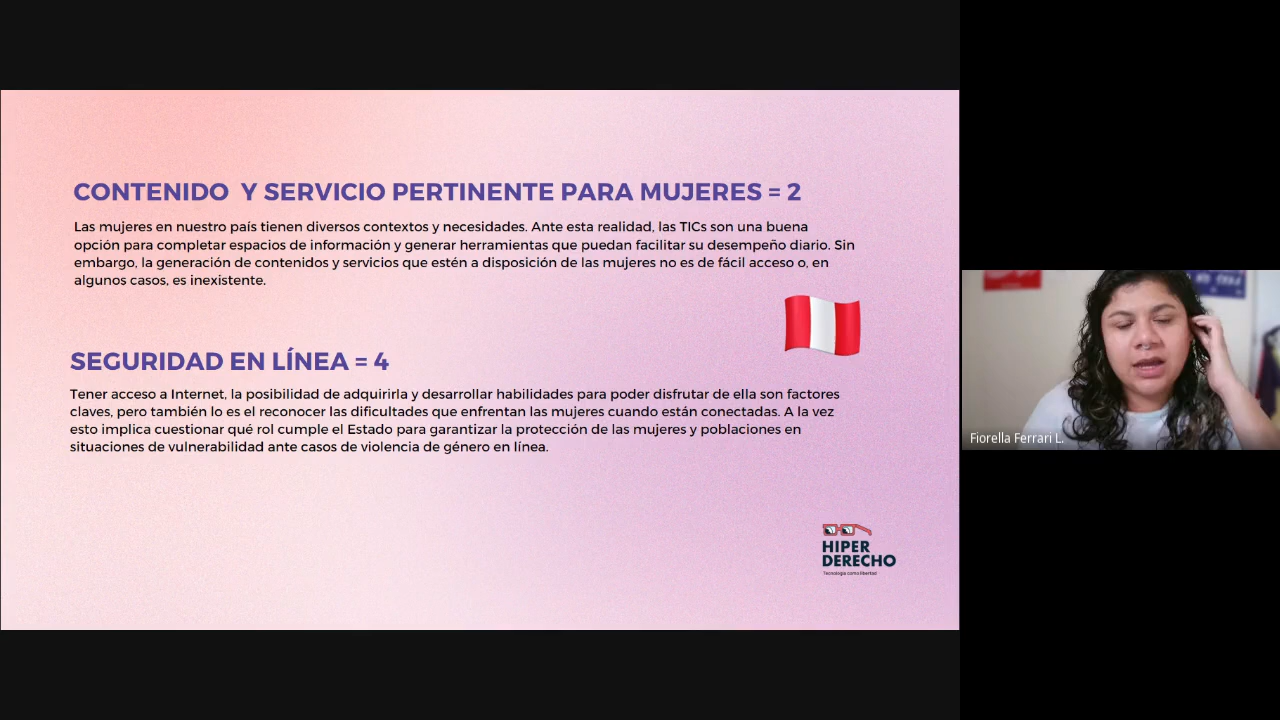 CONTENIDO Y SERVICIO PERTINENTE PARA MUJERES = 2
Las mujeres en nuestro país tienen diversos contextos y necesidades. Ante esta realidad, las TICs son una buena
opción para completar espacios de información y generar herramientas que puedan facilitar su desempeño diario. Sin
embargo, la generación de contenidos y servicios que estén a disposición de las mujeres no es de fácil acceso o, en
algunos casos, es inexistente.
SEGURIDAD EN LÍNEA = 4
Tener acceso a Internet, la posibilidad de adquirirla y desarrollar habilidades para poder disfrutar de ella son factores
claves, pero también lo es el reconocer las dificultades que enfrentan las mujeres cuando están conectadas. A la vez
esto implica cuestionar qué rol cumple el Estado para garantizar la protección de las mujeres y poblaciones en
situaciones de vulnerabilidad ante casos de violencia de género en línea.
HIPER
DERECHO
Tecnología como libertad
Fiorella Ferrari L.